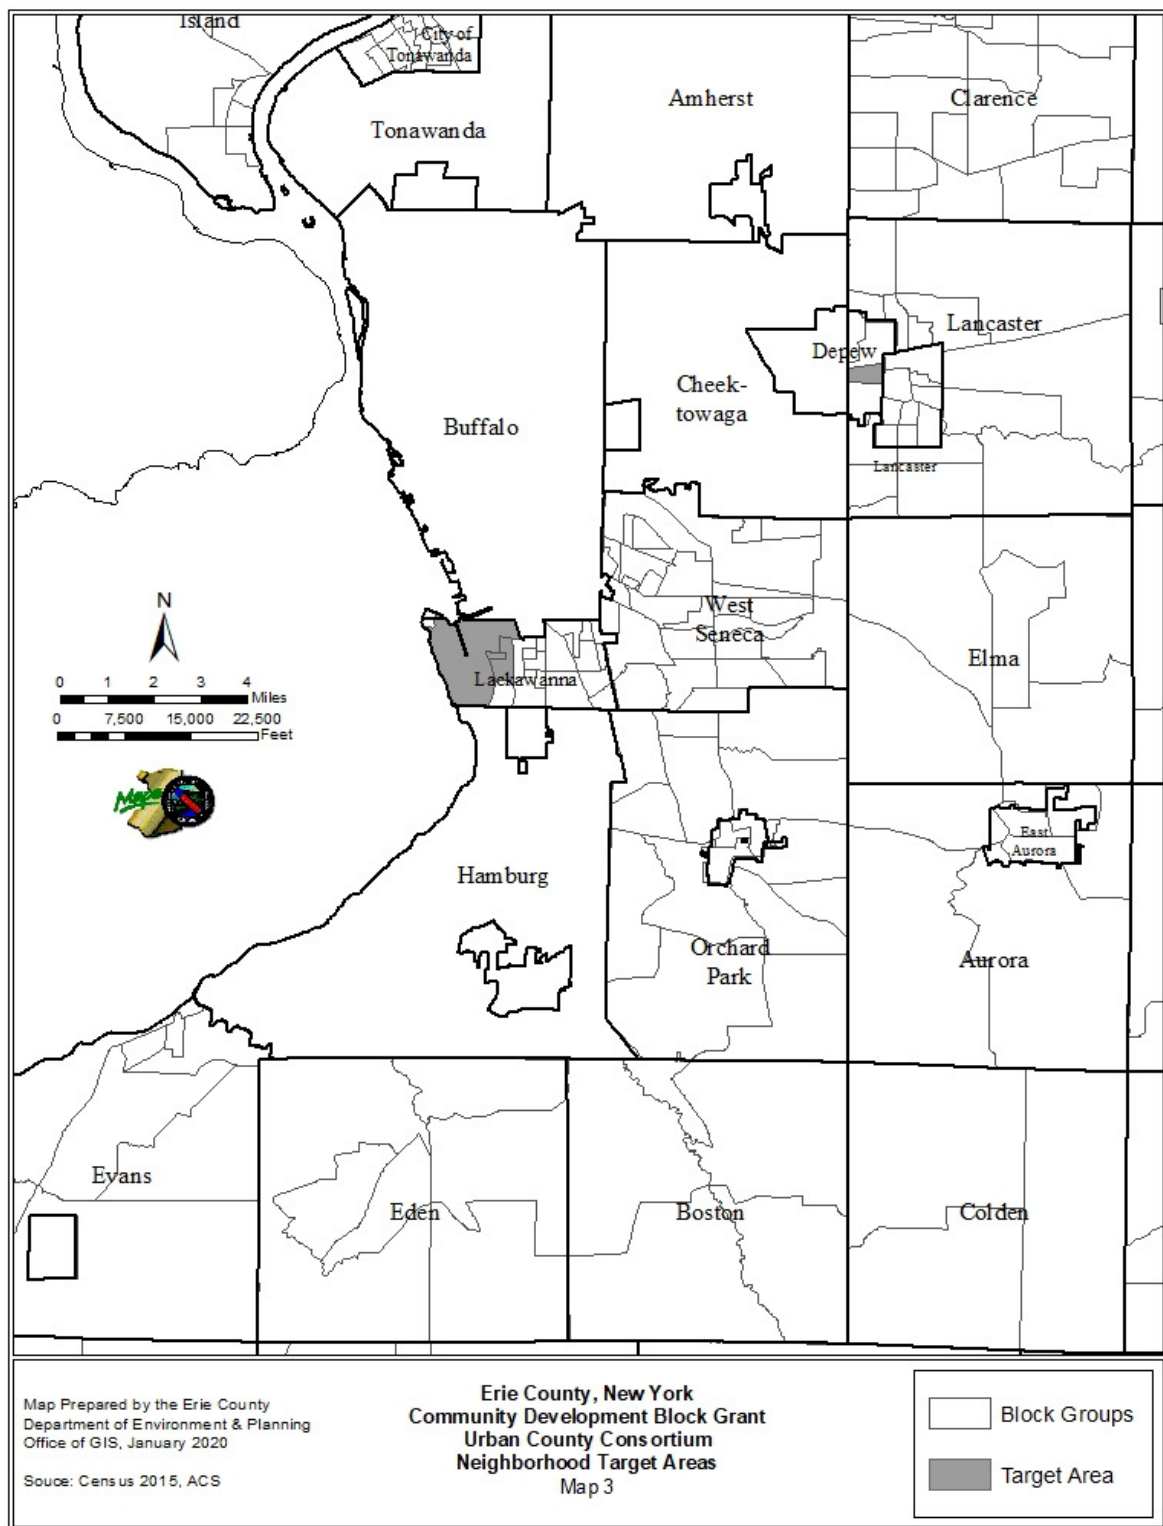 Island
City of
Tonawanda
Amherst
Clarence
Tonawanda
Lancaster
Depew
Cheek-
towaga
Buffalo
Lancaster
N
West
Seneca
Elma
Lackawanna
0 1 2 3 4
Miles
0 7,500 15,000 22,500
Feet
Maps
East
Aurora
Hamburg
Orchard
Park
Aurora
Evans
Eden
Boston
Colden
Map Prepared by the Erie County
Department of Environment & Planning
Office of GIS, January 2020
Souce: Census 2015, ACS
Erie County, New York
Community Development Block Grant
Urban County Consortium
Neighborhood Target Areas
Map 3
Block Groups
Target Area